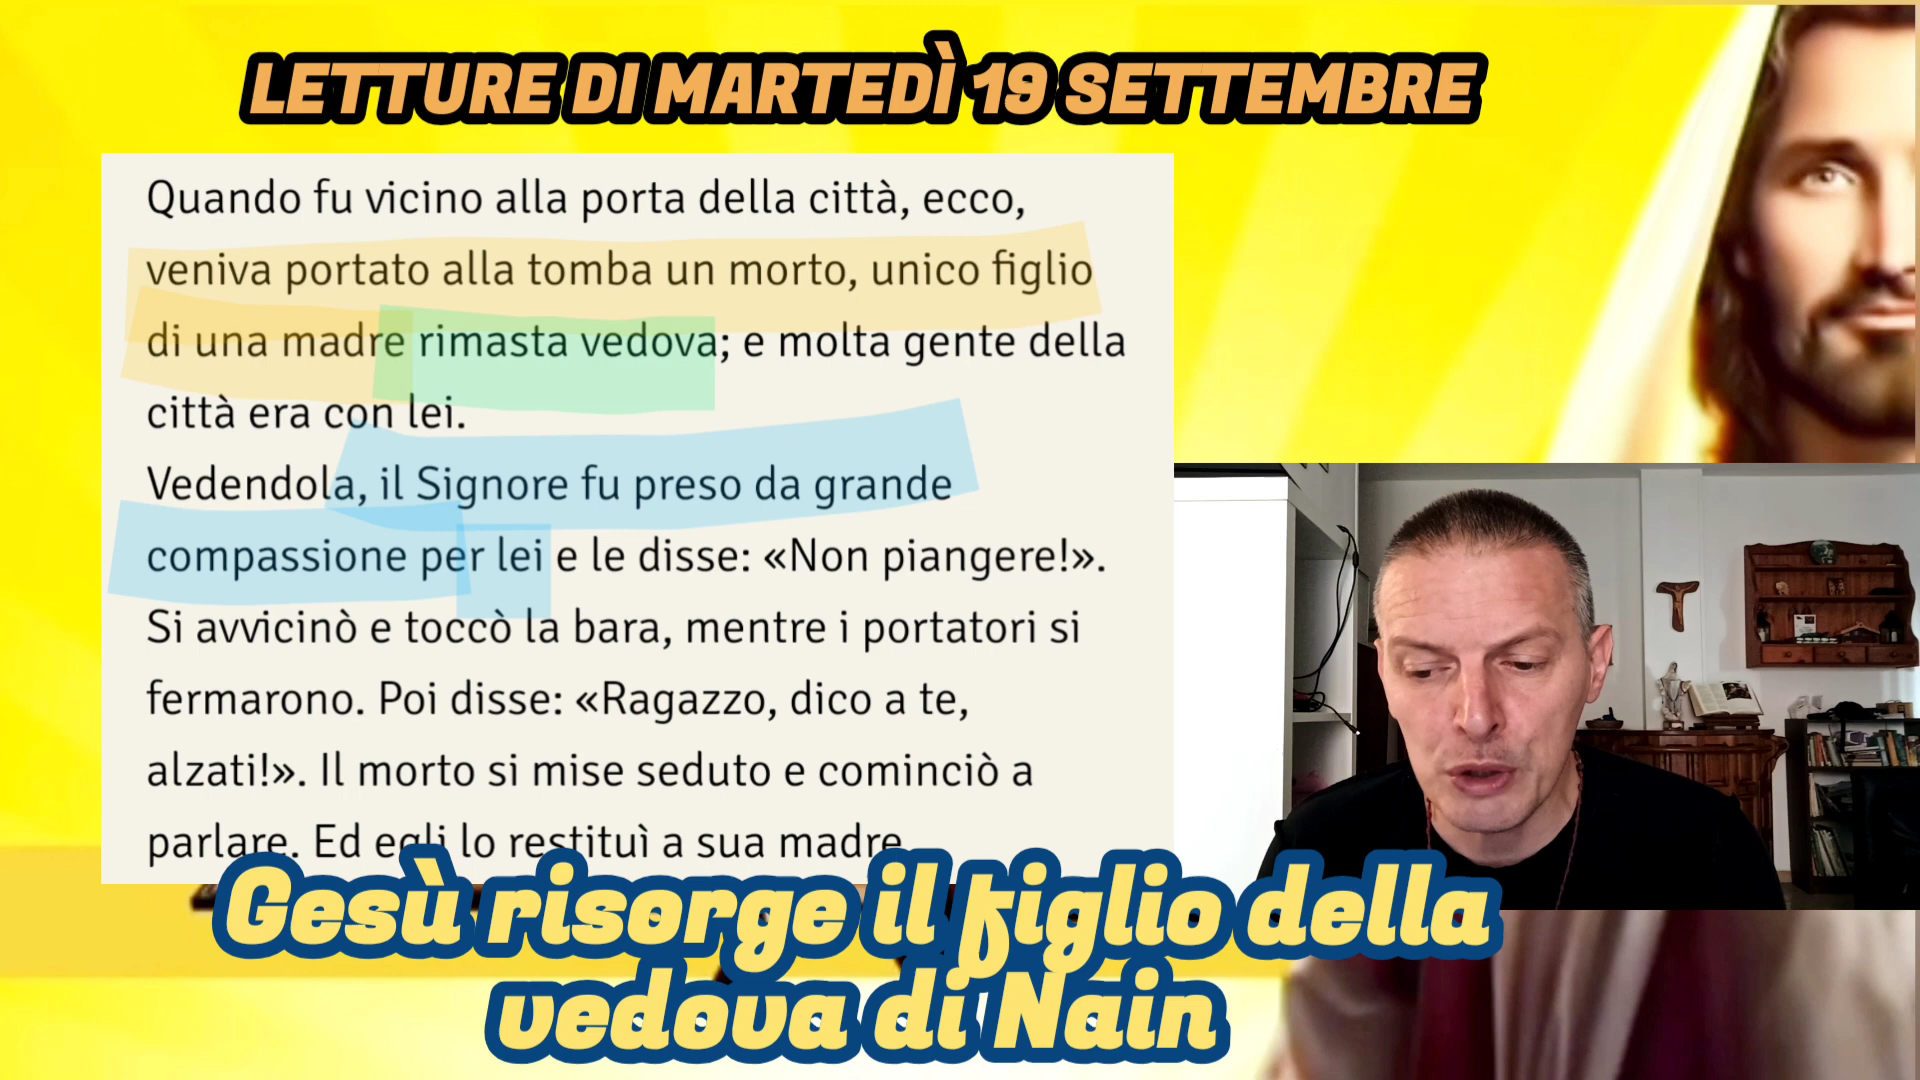 LETTURE DI MARTEDÌ 19 SETTEMBRE
Quando fu vicino alla porta della città, ecco,
veniva portato alla tomba un morto, unico figlio
di una madre rimasta vedova; e molta gente della
città era con lei.
Vedendola, il Signore fu preso da grande
compassione per lei e le disse: «Non piangere!».
Si avvicinò e toccò la bara, mentre i portatori si
fermarono. Poi disse: «Ragazzo, dico a te,
alzati!». Il morto si mise seduto e cominciò a
parlare. Ed egli lo restituì a sua madre
Gesù risorge il figlio della
vedova di Nain